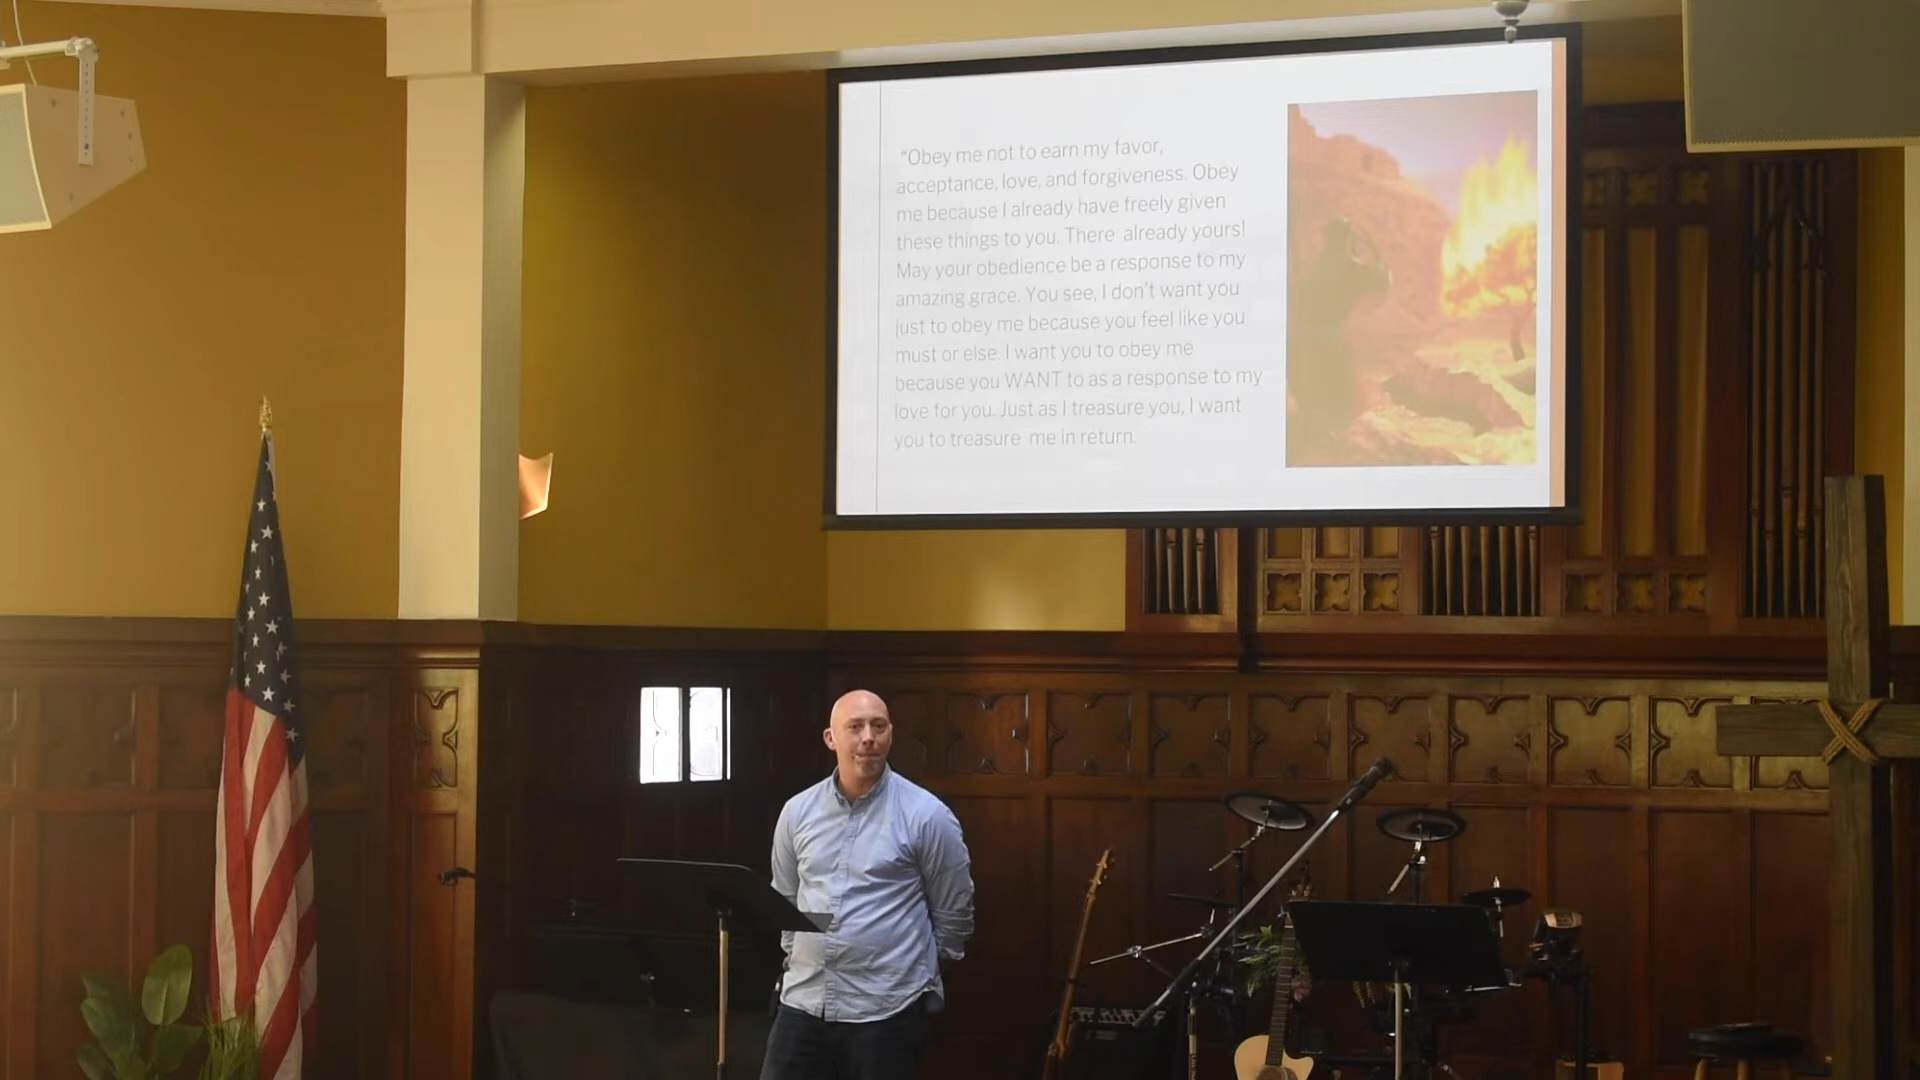 “Obey me not to earn my favor,
acceptance, love, and forgiveness. Obey
me because I already have freely given
these things to you. There already yours!
May your obedience be a response to my
amazing grace. You see, I don't want you
just to obey me because you feel like you
must or else. I want you to obey me
because you WANT to as a response to my
love for you. Just as I treasure you, I want
you to treasure me in return.